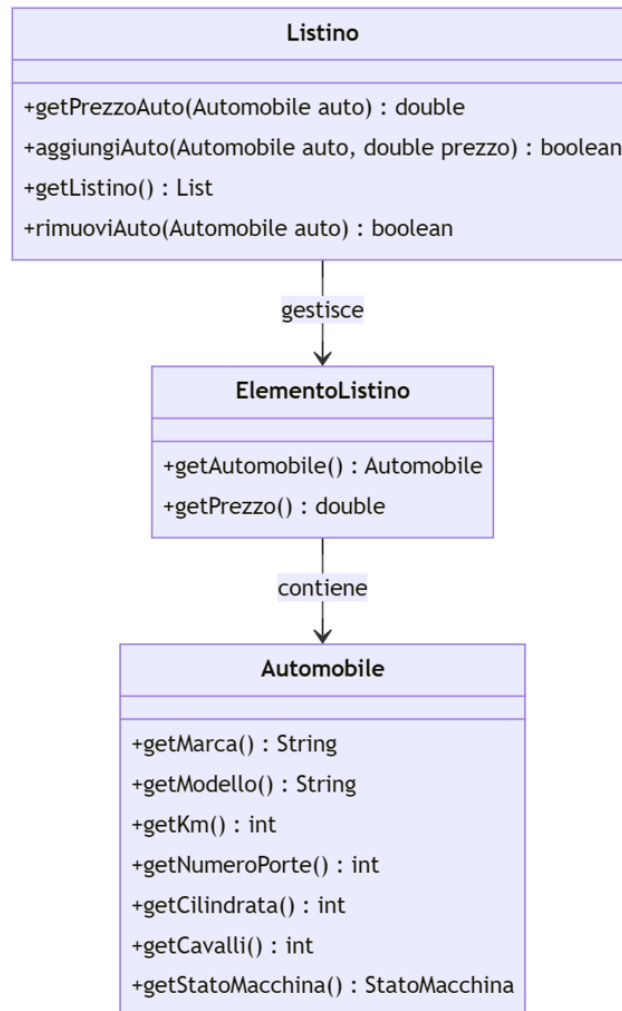 Listino
+getPrezzoAuto(Automobile auto) : double
+aggiungiAuto(Automobile auto, double prezzo) : boolean
+getListino() : List
+rimuoviAuto(Automobile auto) : boolean
gestisce
ElementoListino
+getAutomobile() : Automobile
+getPrezzo() : double
contiene
Automobile
+getMarca() : String
+getModello() : String
+getKm() : int
+getNumeroPorte() : int
+getCilindrata() : int
+getCavalli() : int
+getStatoMacchina() : StatoMacchina